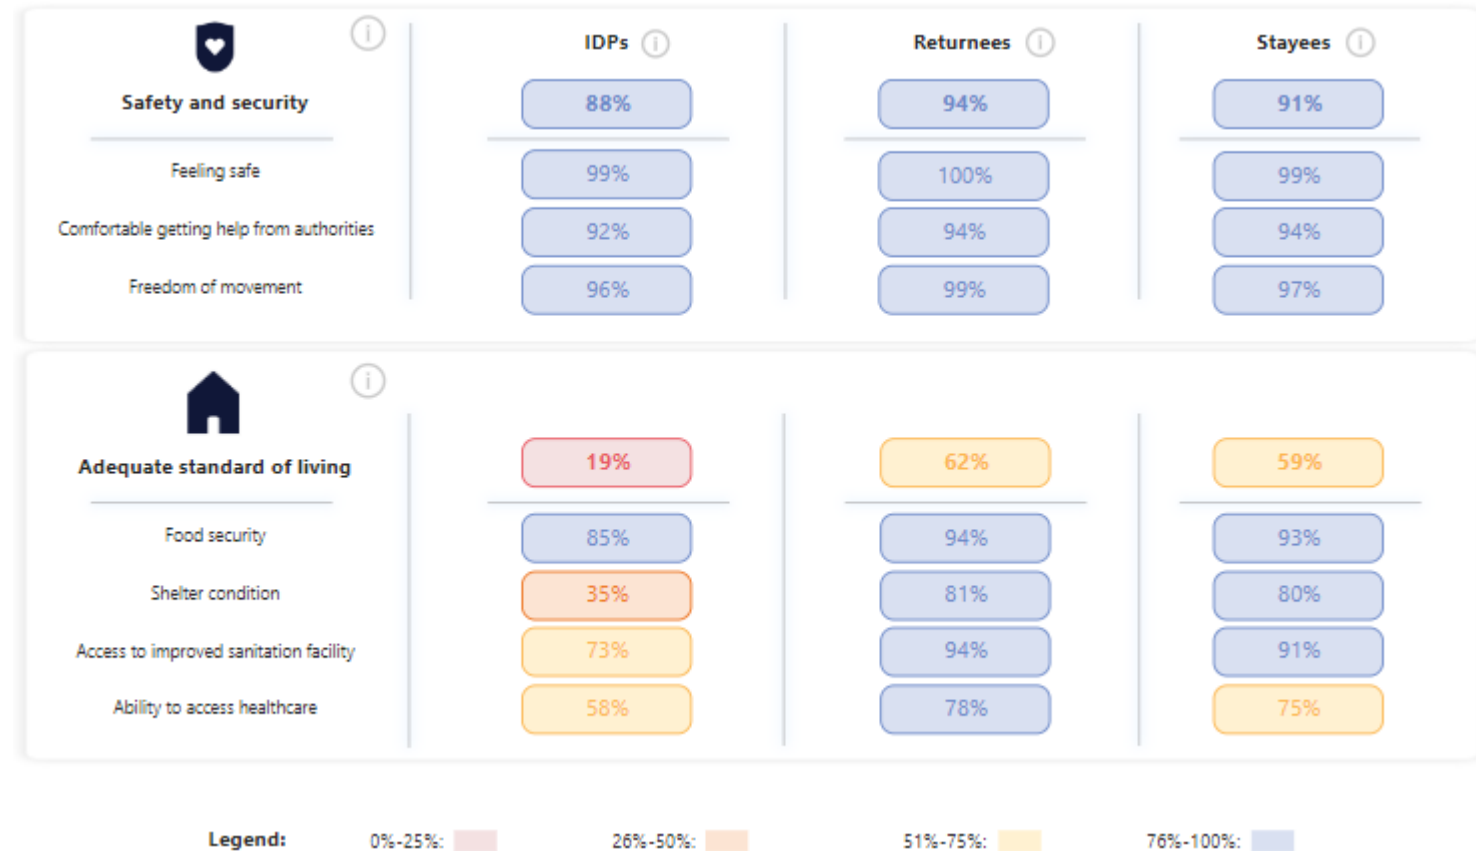 IDPs Returnees Stayees
Safety and security 88% 94% 91%
Feeling safe 99% 100% 99%
Comfortable getting help from authorities 92% 94% 94%
Freedom of movement 96% 99% 97%
Adequate standard of living 19% 62% 59%
Food security 85% 94% 93%
Shelter condition 35% 81% 80%
Access to improved sanitation facility 73% 94% 91%
Ability to access healthcare 58% 78% 75%
Legend: 0%-25%: 26%-50%: 51%-75%: 76%-100%: